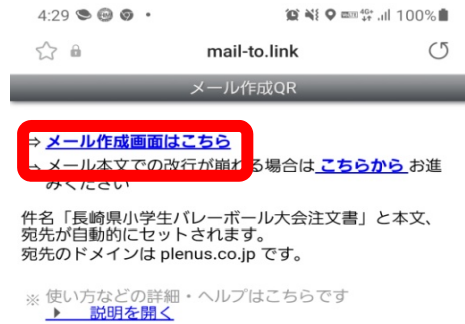 4:29
4G+ 100%
mail-to.link
メール作成QR
⇒ メール作成画面はこちら
→ メール本文での改行が崩れる場合は こちらから お進
みください
件名「長崎県小学生バレーボール大会注文書」と本文、
宛先が自動的にセットされます。
宛先のドメインは plenus.co.jp です。
※ 使い方などの詳細・ヘルプはこちらです
▶ 説明を開く